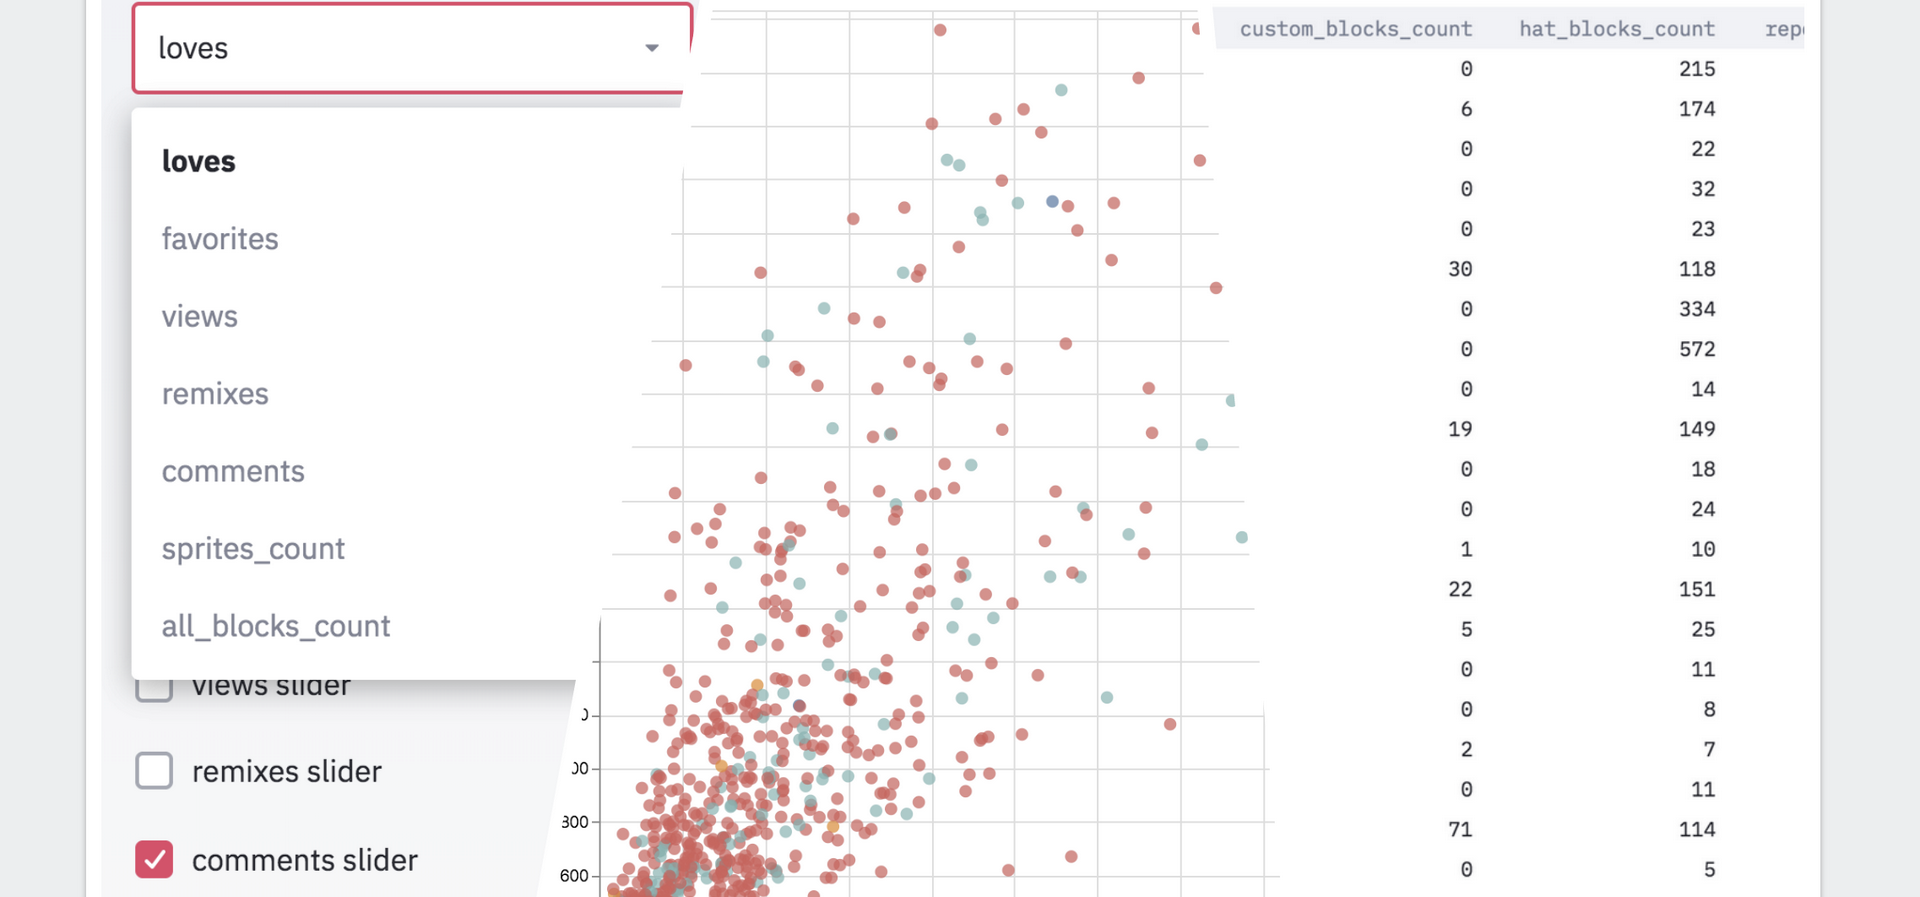 loves
loves
favorites
views
remixes
comments
sprites_count
all_blocks_count
views slider
remixes slider
comments slider
600
custom_blocks_count hat_blocks_count
0 215
6 174
0 22
0 32
0 23
30 118
0 334
0 572
0 14
19 149
0 18
0 24
1 10
22 151
5 25
0 11
0 8
2 7
0 11
71 114
0 5